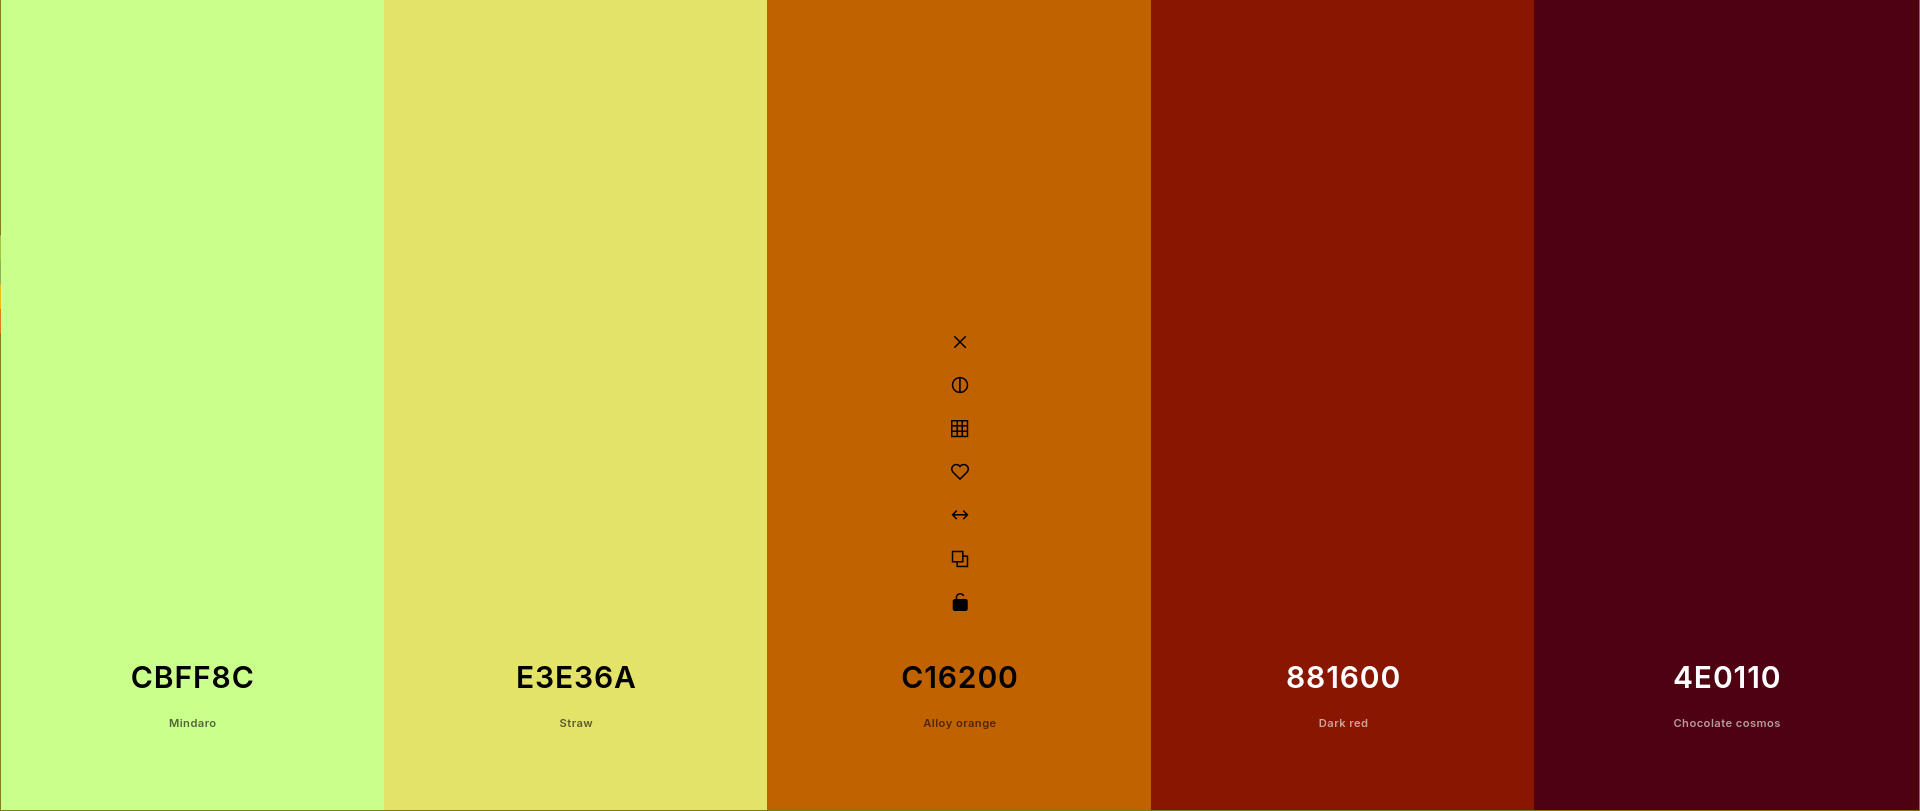 CBFF8C
Mindaro
E3E36A
Straw
C16200
Alloy orange
881600
Dark red
4E0110
Chocolate cosmos